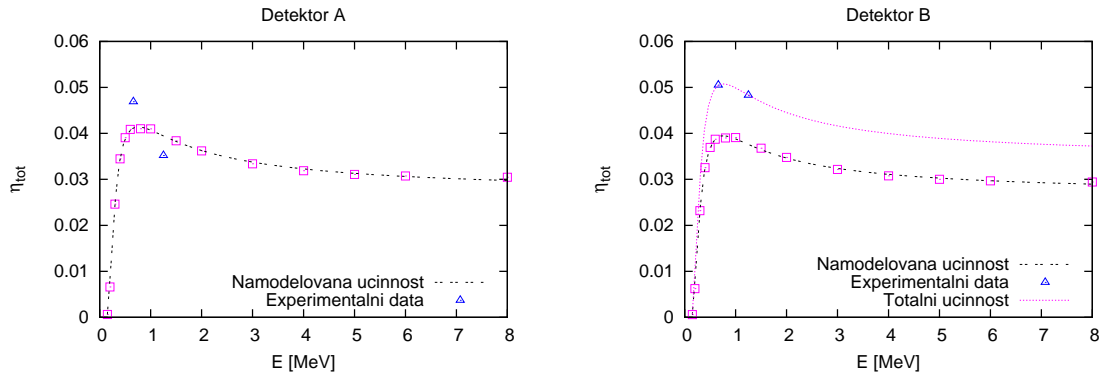 Detektor A
0.06
0.05
0.04
0.03
0.02
0.01
0
η_tot
Namodelovana ucinnost
Experimentalni data
0 1 2 3 4 5 6 7 8
E [MeV]
Detektor B
0.06
0.05
0.04
0.03
0.02
0.01
0
η_tot
Namodelovana ucinnost
Experimentalni data
Totalni ucinnost
0 1 2 3 4 5 6 7 8
E [MeV]